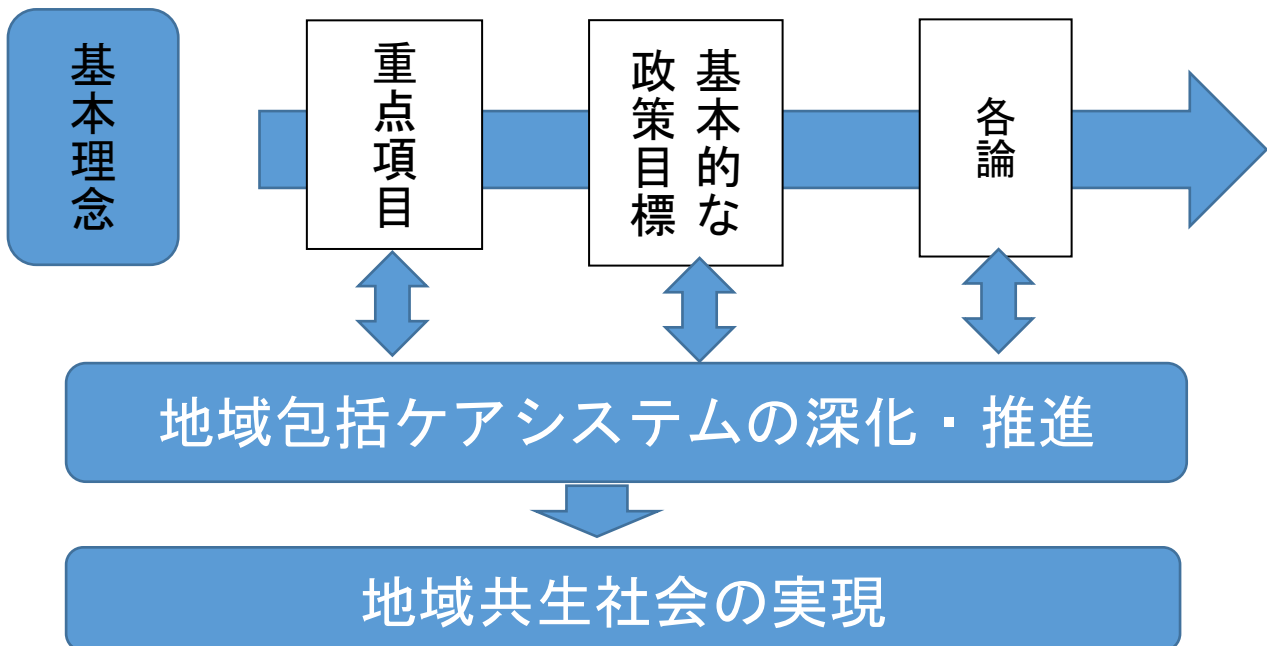 基本理念
重点項目
基本的な
政策目標
各論
地域包括ケアシステムの深化・推進
地域共生社会の実現